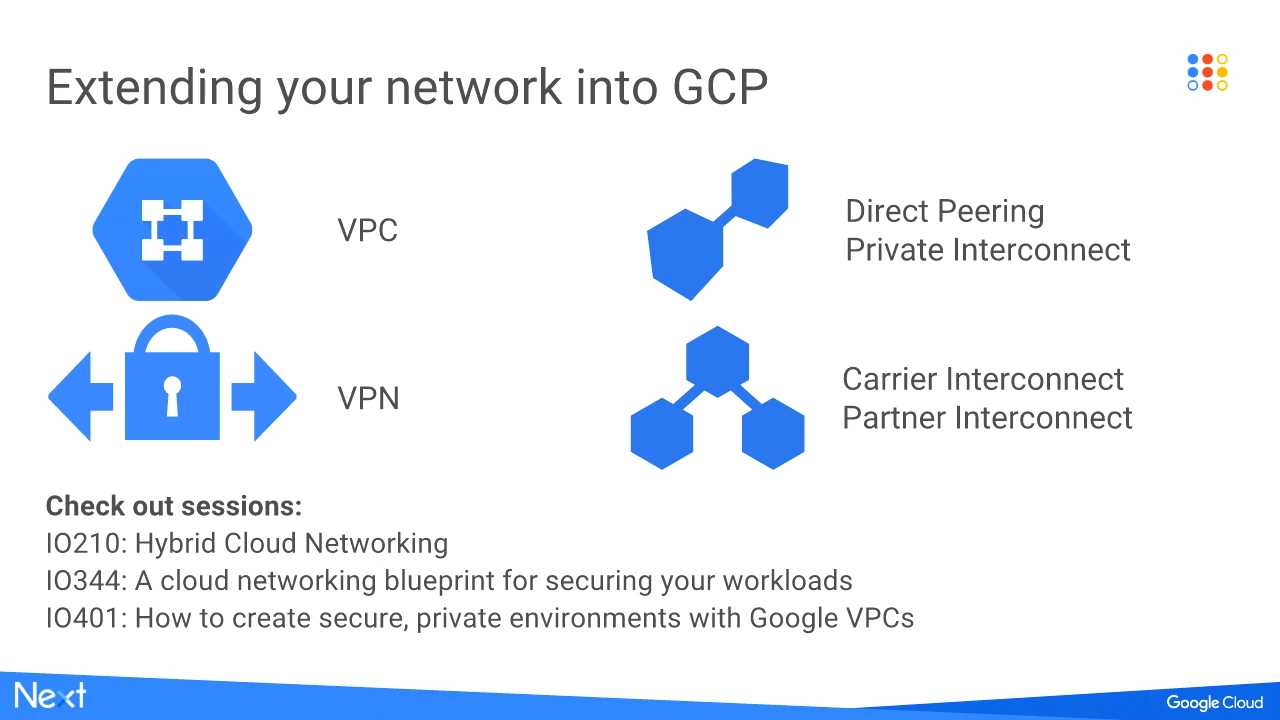 Extending your network into GCP
VPC
Direct Peering
Private Interconnect
VPN
Carrier Interconnect
Partner Interconnect
Check out sessions:
IO210: Hybrid Cloud Networking
IO344: A cloud networking blueprint for securing your workloads
IO401: How to create secure, private environments with Google VPCs
Next
Google Cloud